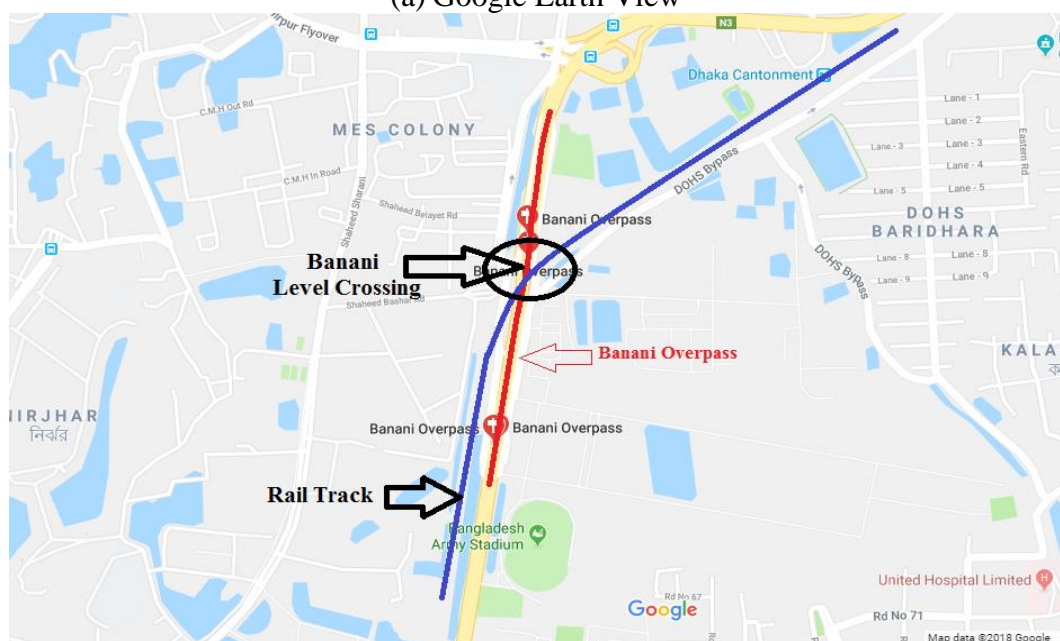 (a) Google Earth View
N3
irpur Flyover
Dhaka Cantonment
C.M.H Out Rd
Lane - 1
Lane - 2
MES COLONY
Eastern Rd
Lane - 3
Lane - 3
Lane - 4
DOHS Bypass
C.M.H In Road
Lane - 5
Lane - 5
Shaheed Sharani
Shaheed Belayet Rd
Banani Overpass
DOHS
BARIDHARA
Banani
Level Crossing
Banani Overpass
Lane - 8
Lane - 8
DOHS Bypass
Lane - 9
Lane - 9
Shaheed Bashar Rd
Banani Overpass
KALA
ক
NIRJHAR
নির্ঝর
Banani Overpass
Banani Overpass
Rail Track
Bangladesh
Army Stadium
United Hospital Limited
H
Rd No 67
Google
Rd No 71
Map data ©2018 Google